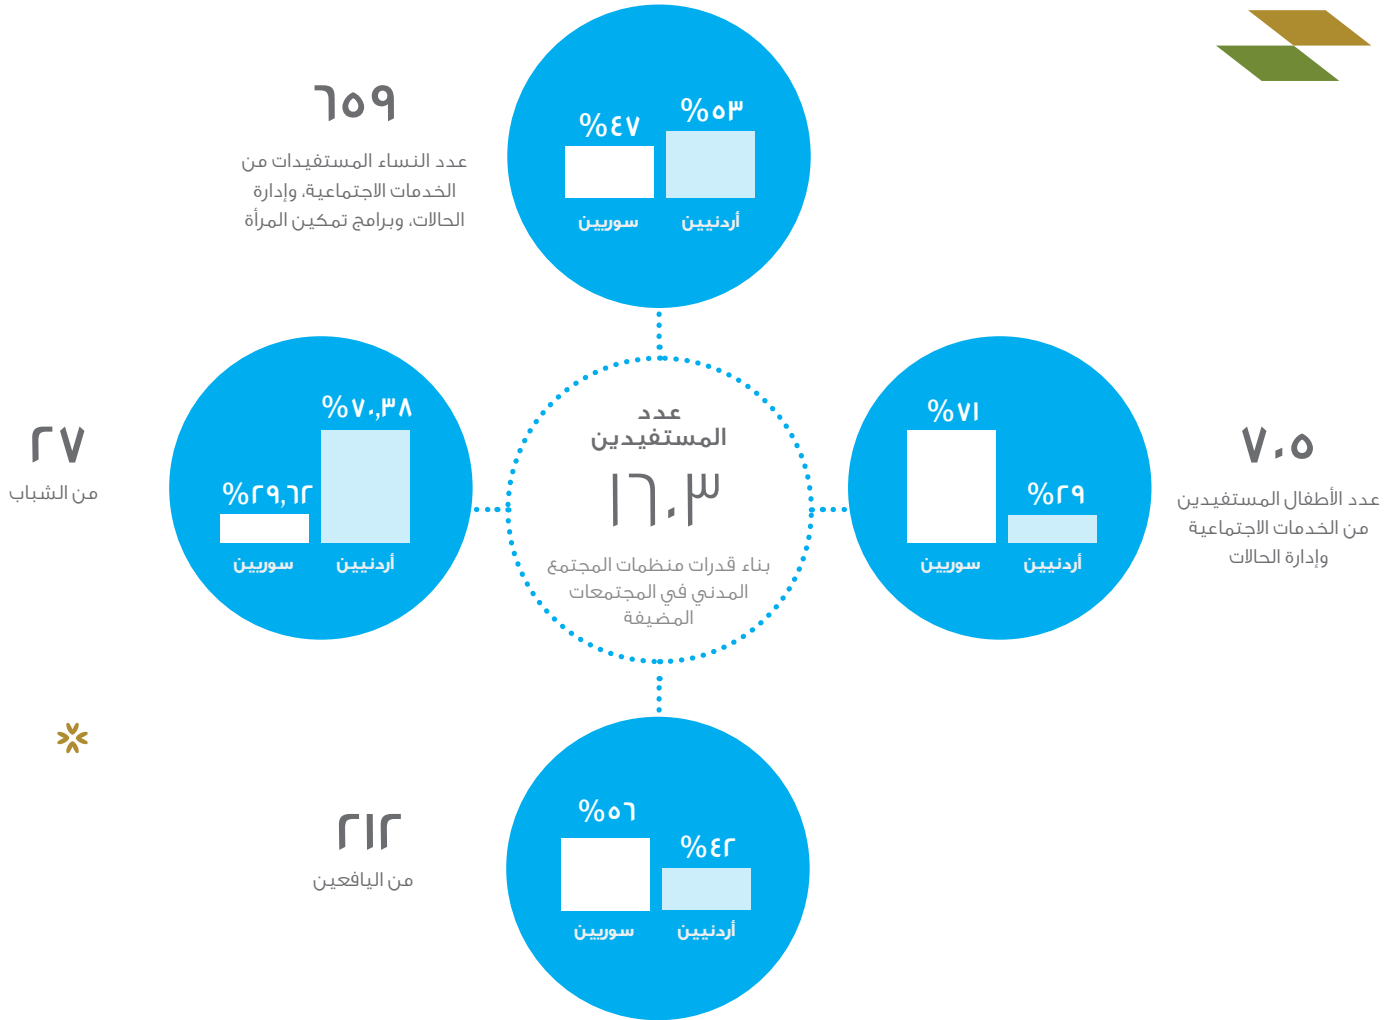 ٦٥٩
عدد النساء المستفيدات من
الخدمات الاجتماعية، وإدارة
الحالات، وبرامج تمكين المرأة
%٥٣
%٤٧
أردنيين
سوريين
عدد
المستفيدين
١٦٠٣
بناء قدرات منظمات المجتمع
المدني في المجتمعات
المضيفة
٧٠٥
عدد الأطفال المستفيدين
من الخدمات الاجتماعية
وإدارة الحالات
%٢٩
%٧١
أردنيين
سوريين
%٧٠,٣٨
%٢٩,٦٢
أردنيين
سوريين
٢٧
من الشباب
%٤٢
%٥٦
أردنيين
سوريين
٢١٢
من اليافعين